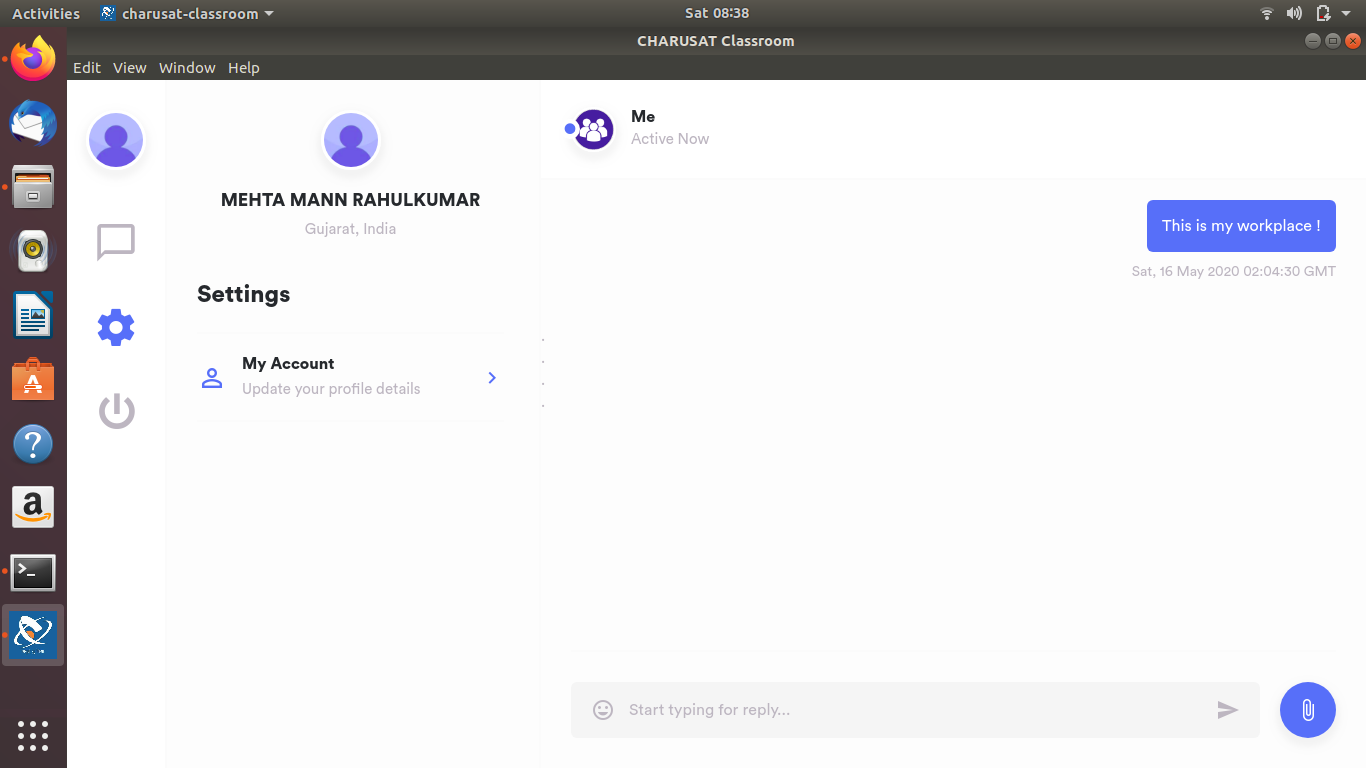 Activities
charusat-classroom
Sat 08:38
CHARUSAT Classroom
Edit View Window Help
MEHTA MANN RAHULKUMAR
Gujarat, India
Settings
My Account
Update your profile details
Me
Active Now
This is my workplace !
Sat, 16 May 2020 02:04:30 GMT
Start typing for reply...